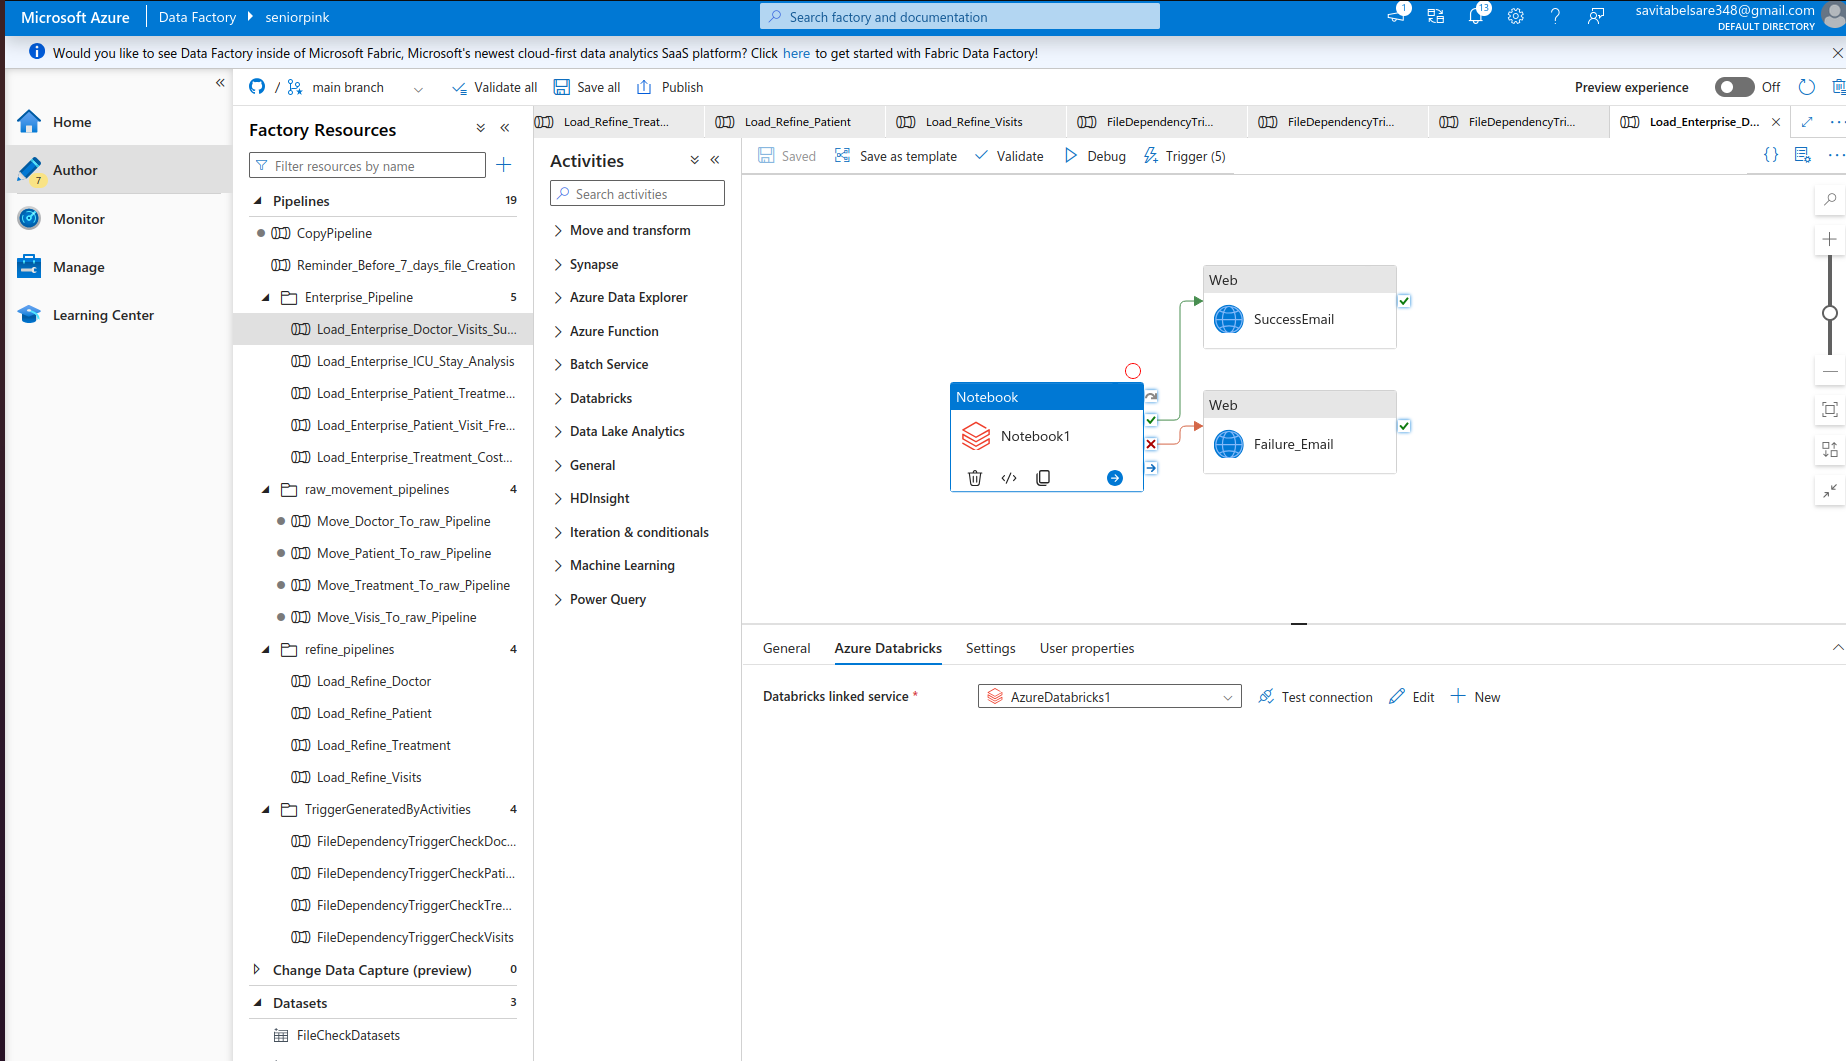 Microsoft Azure
Data Factory
seniorpink
Search factory and documentation
1
13
savitabelsare348@gmail.com
DEFAULT DIRECTORY
Would you like to see Data Factory inside of Microsoft Fabric, Microsoft's newest cloud-first data analytics SaaS platform? Click here to get started with Fabric Data Factory!
Home
Author
7
Monitor
Manage
Learning Center
/ main branch
Validate all
Save all
Publish
Preview experience
Off
Factory Resources
Filter resources by name
Pipelines 19
CopyPipeline
Reminder_Before_7_days_file_Creation
Enterprise_Pipeline 5
Load_Enterprise_Doctor_Visits_Su...
Load_Enterprise_ICU_Stay_Analysis
Load_Enterprise_Patient_Treatme...
Load_Enterprise_Patient_Visit_Fre...
Load_Enterprise_Treatment_Cost...
raw_movement_pipelines 4
Move_Doctor_To_raw_Pipeline
Move_Patient_To_raw_Pipeline
Move_Treatment_To_raw_Pipeline
Move_Visis_To_raw_Pipeline
refine_pipelines 4
Load_Refine_Doctor
Load_Refine_Patient
Load_Refine_Treatment
Load_Refine_Visits
TriggerGeneratedByActivities 4
FileDependencyTriggerCheckDoc...
FileDependencyTriggerCheckPati...
FileDependencyTriggerCheckTre...
FileDependencyTriggerCheckVisits
Change Data Capture (preview) 0
Datasets 3
FileCheckDatasets
Load_Refine_Treat...
Load_Refine_Patient
Load_Refine_Visits
FileDependencyTri...
FileDependencyTri...
FileDependencyTri...
Load_Enterprise_D...
Activities
Search activities
Move and transform
Synapse
Azure Data Explorer
Azure Function
Batch Service
Databricks
Data Lake Analytics
General
HDInsight
Iteration & conditionals
Machine Learning
Power Query
Saved
Save as template
Validate
Debug
Trigger (5)
Web
SuccessEmail
Notebook
Notebook1
Web
Failure_Email
General
Azure Databricks
Settings
User properties
Databricks linked service *
AzureDatabricks1
Test connection
Edit
New